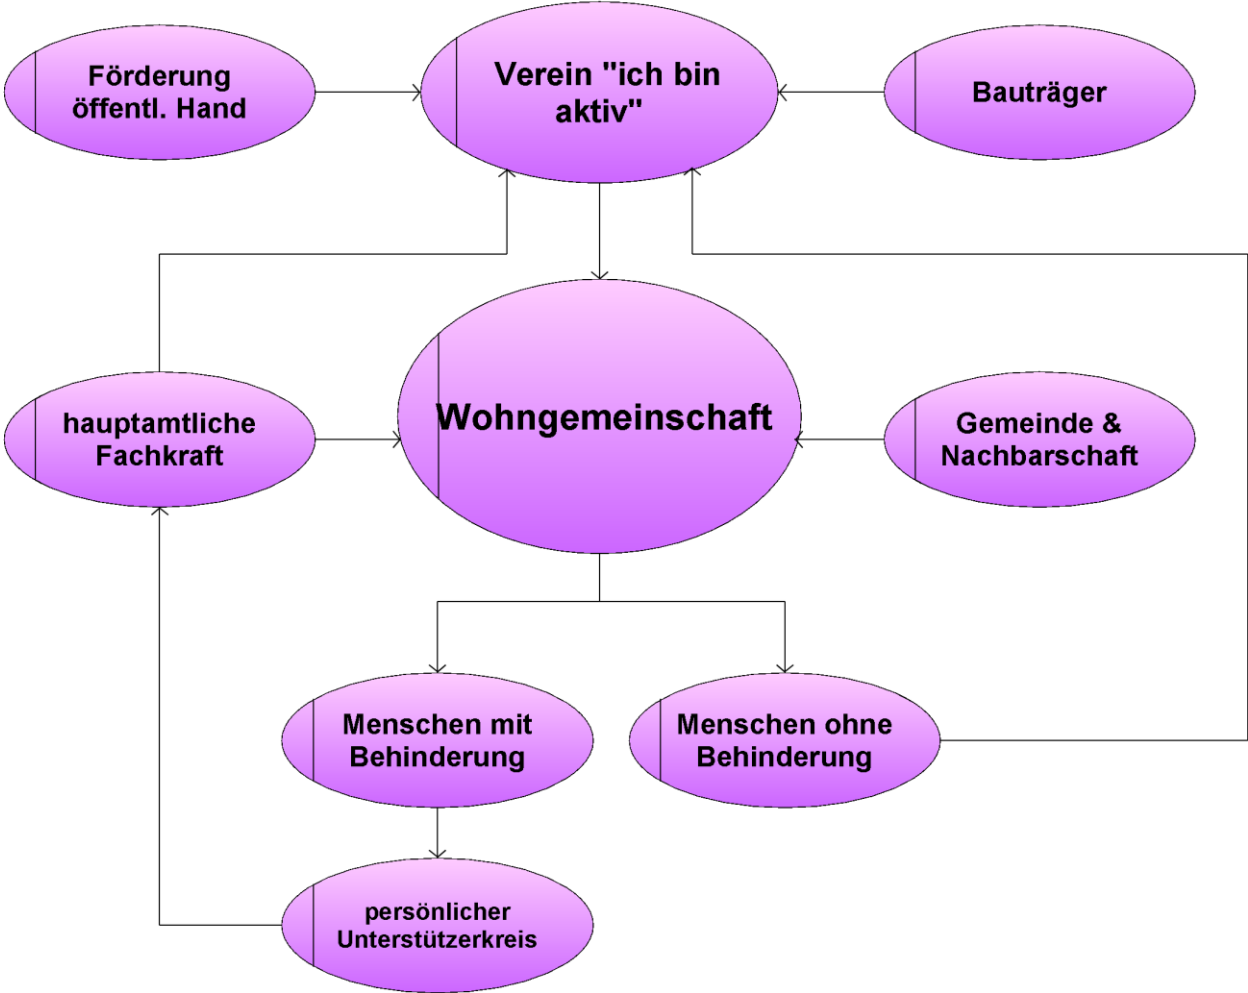 Förderung
öffentl. Hand
Verein "ich bin
aktiv"
Bauträger
hauptamtliche
Fachkraft
Wohngemeinschaft
Gemeinde &
Nachbarschaft
Menschen mit
Behinderung
Menschen ohne
Behinderung
persönlicher
Unterstützerkreis